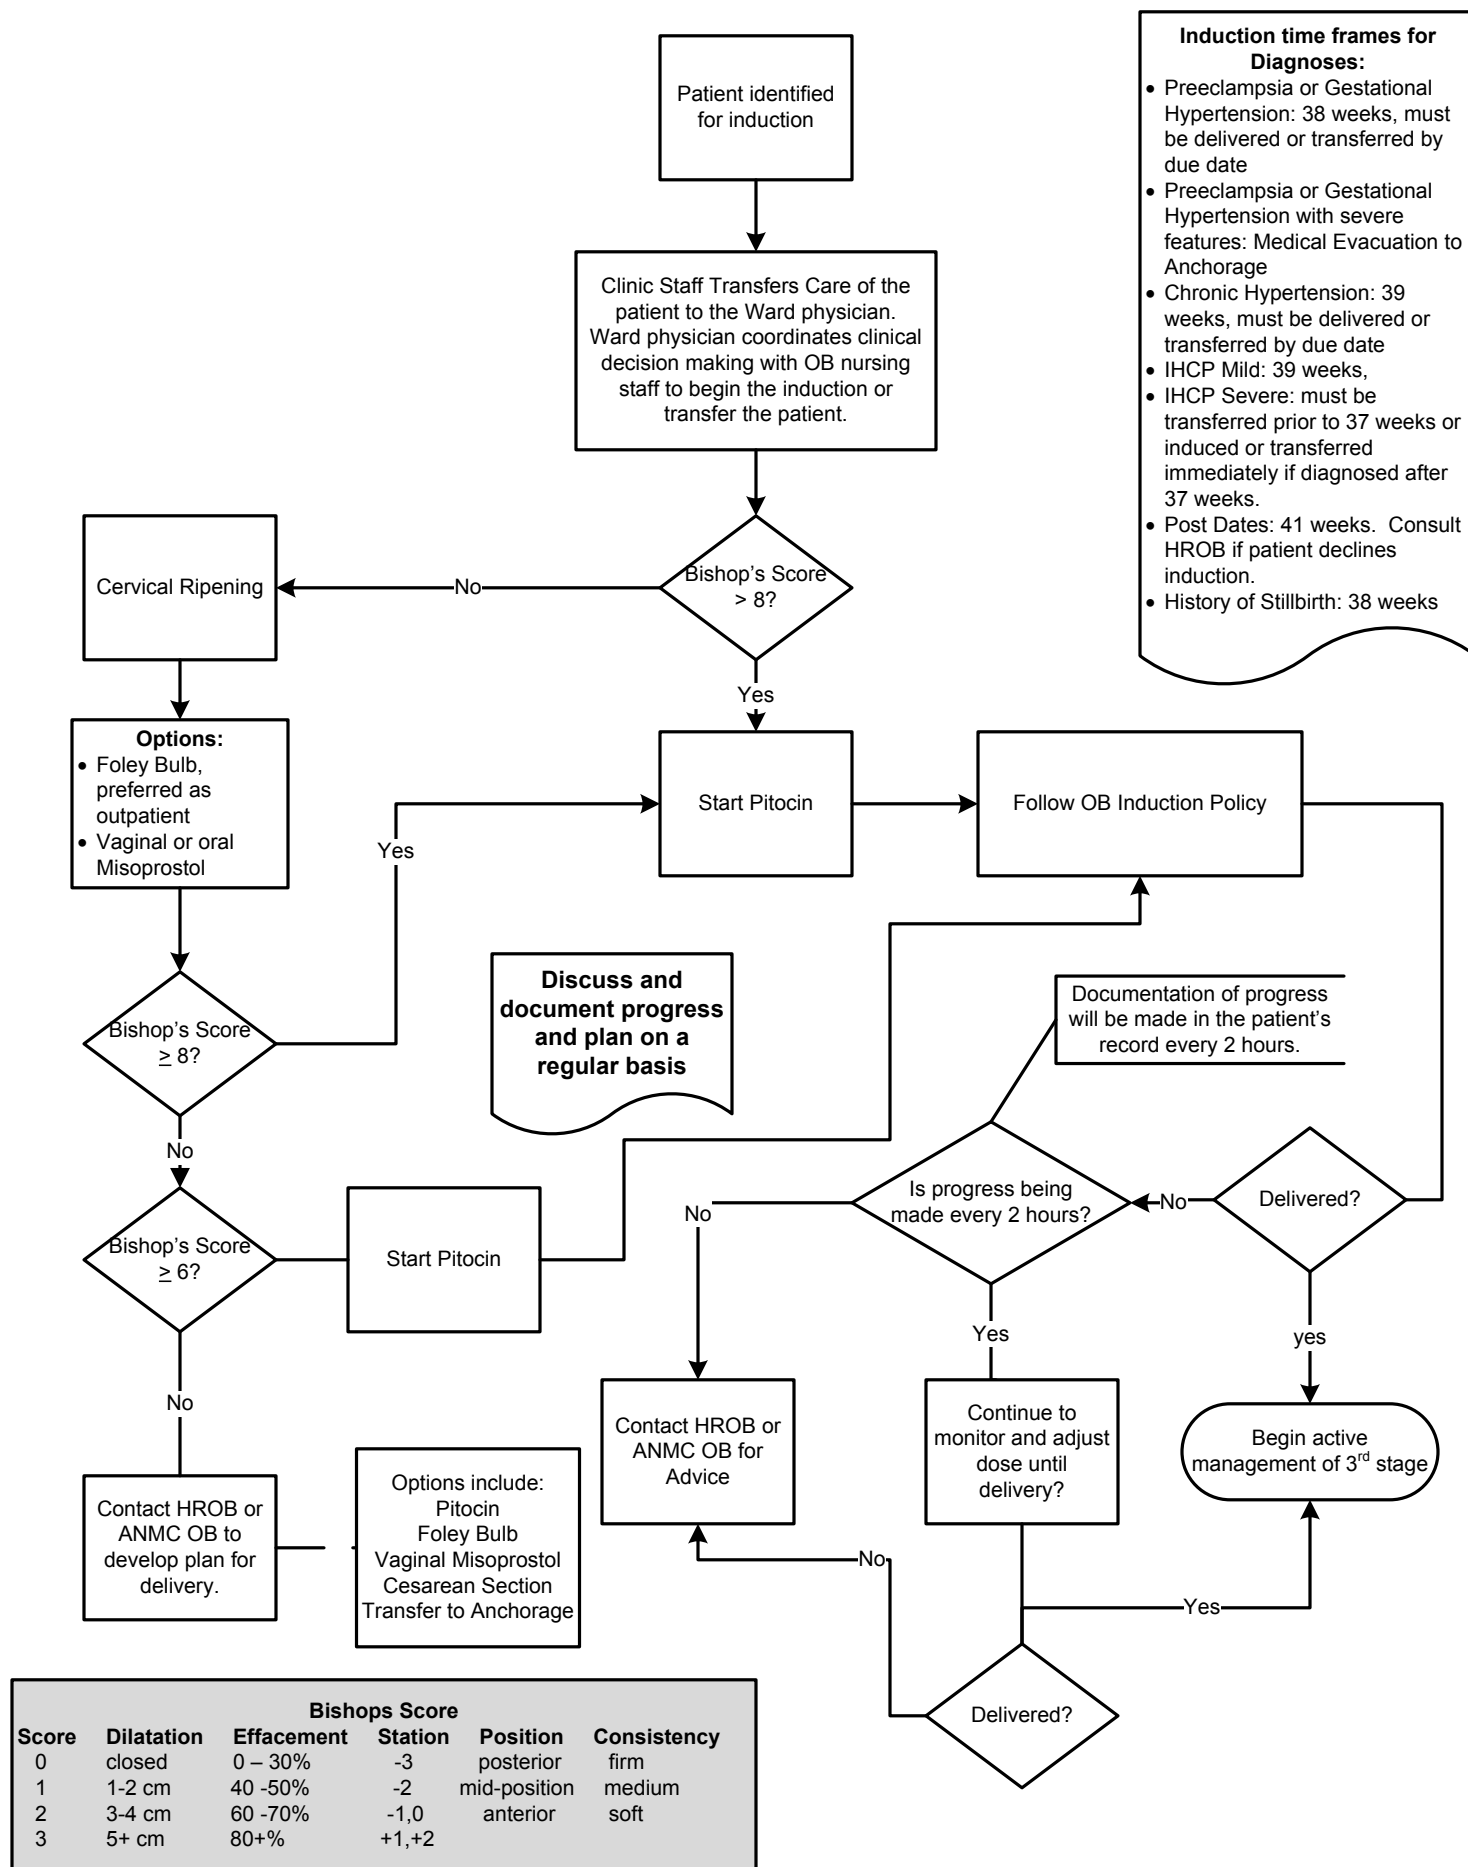 Patient identified
for induction
Induction time frames for
Diagnoses:
• Preeclampsia or Gestational
Hypertension: 38 weeks, must
be delivered or transferred by
due date
• Preeclampsia or Gestational
Hypertension with severe
features: Medical Evacuation to
Anchorage
• Chronic Hypertension: 39
weeks, must be delivered or
transferred by due date
• IHCP Mild: 39 weeks,
• IHCP Severe: must be
transferred prior to 37 weeks or
induced or transferred
immediately if diagnosed after
37 weeks.
• Post Dates: 41 weeks. Consult
HROB if patient declines
induction.
• History of Stillbirth: 38 weeks
Clinic Staff Transfers Care of the
patient to the Ward physician.
Ward physician coordinates clinical
decision making with OB nursing
staff to begin the induction or
transfer the patient.
Bishop's Score
> 8?
No
Cervical Ripening
Yes
Options:
• Foley Bulb,
preferred as
outpatient
• Vaginal or oral
Misoprostol
Start Pitocin
Follow OB Induction Policy
Yes
Bishop's Score
≥ 8?
Discuss and
document progress
and plan on a
regular basis
Documentation of progress
will be made in the patient's
record every 2 hours.
No
Bishop's Score
≥ 6?
Start Pitocin
No
Is progress being
made every 2 hours?
No
Delivered?
Yes
yes
No
Contact HROB or
ANMC OB for
Advice
Continue to
monitor and adjust
dose until
delivery?
Begin active
management of 3rd stage
Contact HROB or
ANMC OB to
develop plan for
delivery.
Options include:
Pitocin
Foley Bulb
Vaginal Misoprostol
Cesarean Section
Transfer to Anchorage
No
Yes
Delivered?
Bishops Score
Score Dilatation Effacement Station Position Consistency
0 closed 0 – 30% -3 posterior firm
1 1-2 cm 40 -50% -2 mid-position medium
2 3-4 cm 60 -70% -1,0 anterior soft
3 5+ cm 80+% +1,+2